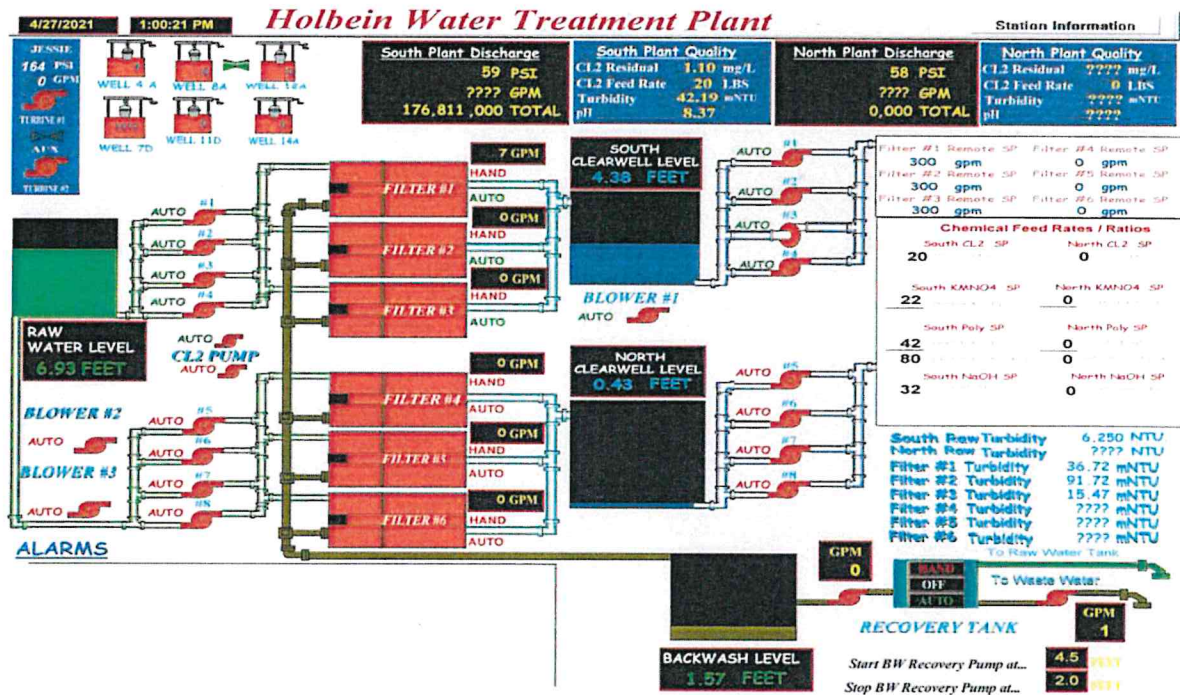 Holbein Water Treatment Plant
4/27/2021
1:00:21 PM
Station Information
JESSIE
164 PSI
0 GPM
TURBINE #1
AUX
TURBINE #2
WELL 4 A
WELL 8A
WELL 12a
WELL 7D
WELL 11D
WELL 14A
South Plant Discharge
59 PSI
???? GPM
176,811,000 TOTAL
South Plant Quality
CL2 Residual 1.10 mg/L
CL2 Feed Rate 20 LBS
Turbidity 42.19 mNTU
pH 8.37
North Plant Discharge
58 PSI
???? GPM
0,000 TOTAL
North Plant Quality
CL2 Residual ???? mg/L
CL2 Feed Rate 0 LBS
Turbidity ???? mNTU
pH ????
Filter #1 Remote SP Filter #4 Remote SP
300 gpm 0 gpm
Filter #2 Remote SP Filter #5 Remote SP
300 gpm 0 gpm
Filter #3 Remote SP Filter #6 Remote SP
300 gpm 0 gpm
Chemical Feed Rates / Ratios
South CL2 SP North CL2 SP
20 0
South KMNO4 SP North KMNO4 SP
22 0
South Poly SP North Poly SP
42 0
80 0
South NaOH SP North NaOH SP
32 0
RAW
WATER LEVEL
6.93 FEET
AUTO #1
AUTO #2
AUTO #3
AUTO #4
AUTO
CL2 PUMP
AUTO
BLOWER #2
AUTO
BLOWER #3
AUTO
AUTO #5
AUTO #6
AUTO #7
AUTO #8
FILTER #1
7 GPM
HAND
AUTO
FILTER #2
0 GPM
HAND
AUTO
FILTER #3
0 GPM
HAND
AUTO
FILTER #4
0 GPM
HAND
AUTO
FILTER #5
0 GPM
HAND
AUTO
FILTER #6
0 GPM
HAND
AUTO
SOUTH
CLEARWELL LEVEL
4.38 FEET
BLOWER #1
AUTO
AUTO #1
AUTO #2
AUTO #3
AUTO #4
NORTH
CLEARWELL LEVEL
0.43 FEET
AUTO #5
AUTO #6
AUTO #7
AUTO #8
South Raw Turbidity 6.250 NTU
North Raw Turbidity ???? NTU
Filter #1 Turbidity 36.72 mNTU
Filter #2 Turbidity 91.72 mNTU
Filter #3 Turbidity 15.47 mNTU
Filter #4 Turbidity ???? mNTU
Filter #5 Turbidity ???? mNTU
Filter #6 Turbidity ???? mNTU
ALARMS
To Raw Water Tank
To Waste Water
GPM
0
HAND
OFF
AUTO
GPM
1
RECOVERY TANK
BACKWASH LEVEL
1.57 FEET
Start BW Recovery Pump at... 4.5 FEET
Stop BW Recovery Pump at... 2.0 FEET